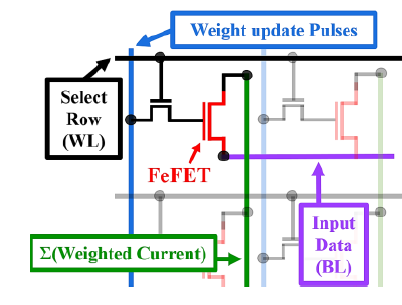 Weight update Pulses
Select
Row
(WL)
FeFET
Input
Data
(BL)
Σ(Weighted Current)